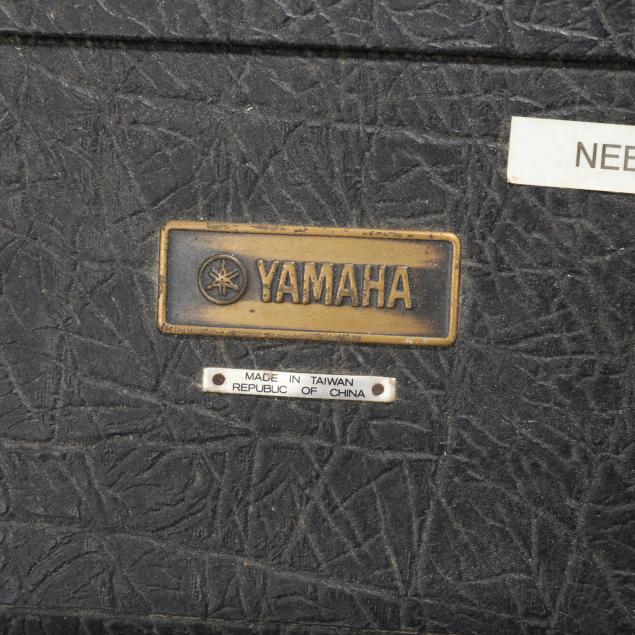 NEE
YAMAHA
MADE IN TAIWAN
REPUBLIC OF CHINA